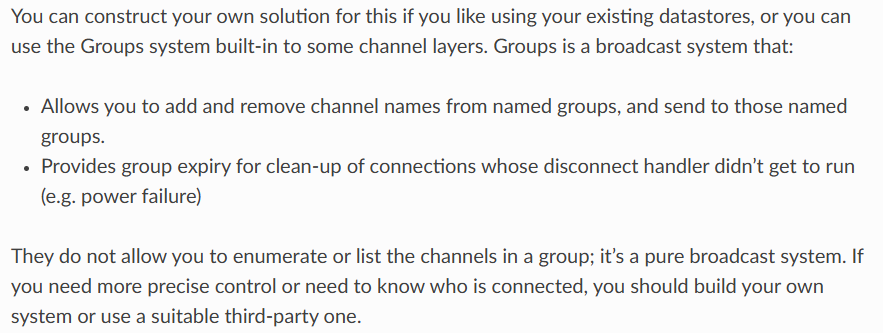 You can construct your own solution for this if you like using your existing datastores, or you can
use the Groups system built-in to some channel layers. Groups is a broadcast system that:
• Allows you to add and remove channel names from named groups, and send to those named
groups.
• Provides group expiry for clean-up of connections whose disconnect handler didn’t get to run
(e.g. power failure)
They do not allow you to enumerate or list the channels in a group; it’s a pure broadcast system. If
you need more precise control or need to know who is connected, you should build your own
system or use a suitable third-party one.